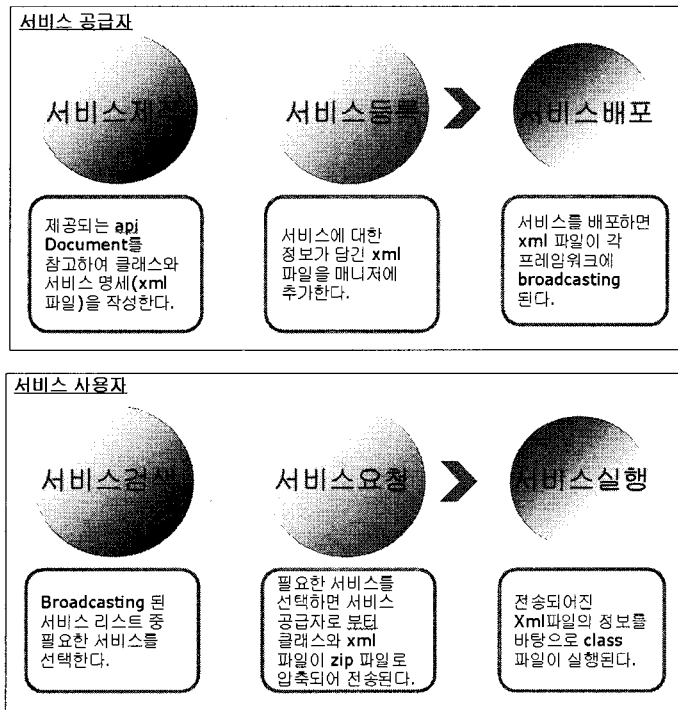 서비스 공급자
서비스제작
서비스등록
서비스배포
제공되는 api
Document를
참고하여 클래스와
서비스 명세(xml
파일)을 작성한다.
서비스에 대한
정보가 담긴 xml
파일을 매니저에
추가한다.
서비스를 배포하면
xml 파일이 각
프레임워크에
broadcasting
된다.
서비스 사용자
서비스검색
서비스요청
서비스실행
Broadcasting 된
서비스 리스트 중
필요한 서비스를
선택한다.
필요한 서비스를
선택하면 서비스
공급자로 부터
클래스와 xml
파일이 zip 파일로
압축되어 전송된다.
전송되어진
Xml파일의 정보를
바탕으로 class
파일이 실행된다.